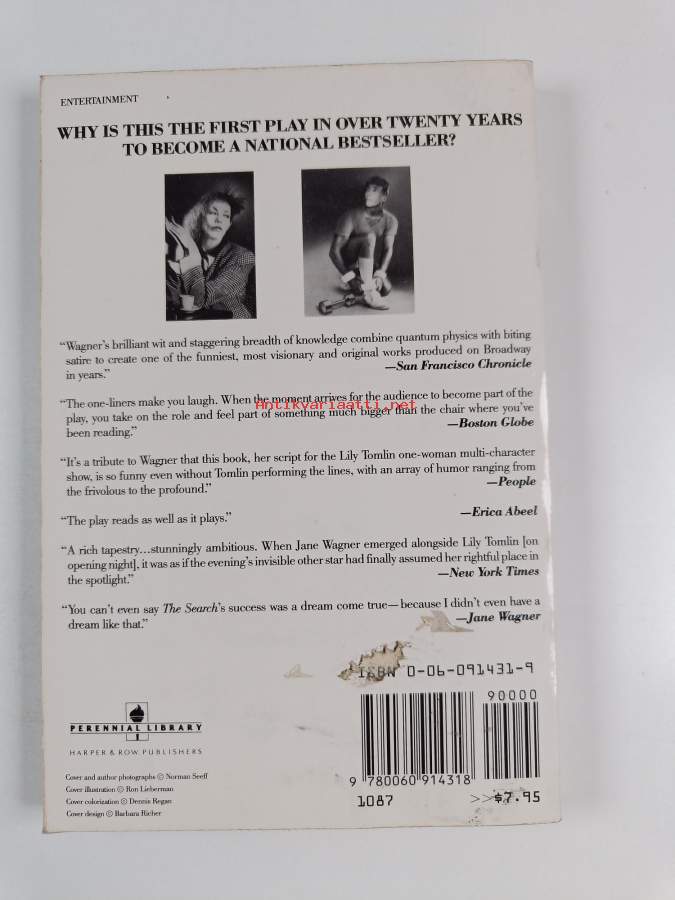 ENTERTAINMENT
WHY IS THIS THE FIRST PLAY IN OVER TWENTY YEARS
TO BECOME A NATIONAL BESTSELLER?
“Wagner’s brilliant wit and staggering breadth of knowledge combine quantum physics with biting
satire to create one of the funniest, most visionary and original works produced on Broadway
in years.”
—San Francisco Chronicle
“The one-liners make you laugh. When the moment arrives for the audience to become part of the
play, you take on the role and feel part of something much bigger than the chair where you’ve
been reading.”
—Boston Globe
Antikvariaatti.net
“It’s a tribute to Wagner that this book, her script for the Lily Tomlin one-woman multi-character
show, is so funny even without Tomlin performing the lines, with an array of humor ranging from
the frivolous to the profound.”
—People
“The play reads as well as it plays.”
—Erica Abeel
“A rich tapestry...stunningly ambitious. When Jane Wagner emerged alongside Lily Tomlin [on
opening night], it was as if the evening’s invisible other star had finally assumed her rightful place in
the spotlight.”
—New York Times
“You can’t even say The Search’s success was a dream come true—because I didn’t even have a
dream like that.”
—Jane Wagner
ISBN 0-06-091431-9
90000
9 780060 914318
1087
>>$7.95
PERENNIAL LIBRARY
HARPER & ROW PUBLISHERS
Cover and author photographs © Norman Seeff
Cover illustration © Ron Lieberman
Cover colorization © Dennis Regan
Cover design © Barbara Richer